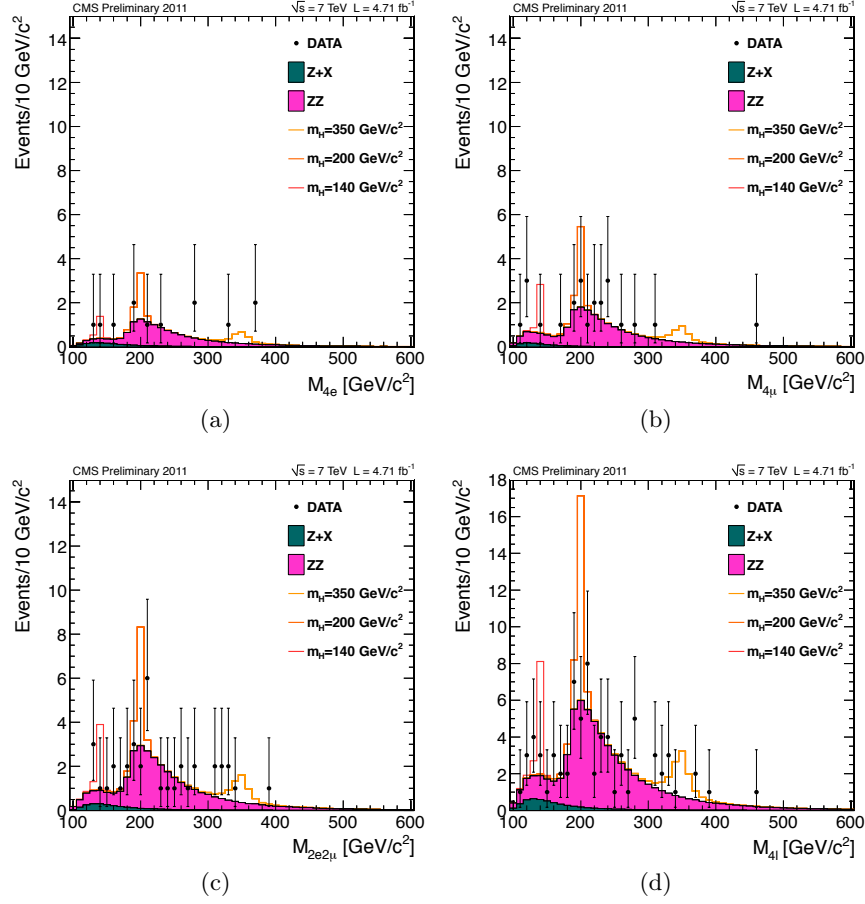 CMS Preliminary 2011 √s = 7 TeV L = 4.71 fb⁻¹
Events/10 GeV/c²
14
12
10
8
6
4
2
0
DATA
Z+X
ZZ
m_H=350 GeV/c²
m_H=200 GeV/c²
m_H=140 GeV/c²
100 200 300 400 500 600
M_4e [GeV/c²]
(a)
CMS Preliminary 2011 √s = 7 TeV L = 4.71 fb⁻¹
Events/10 GeV/c²
14
12
10
8
6
4
2
0
DATA
Z+X
ZZ
m_H=350 GeV/c²
m_H=200 GeV/c²
m_H=140 GeV/c²
100 200 300 400 500 600
M_4μ [GeV/c²]
(b)
CMS Preliminary 2011 √s = 7 TeV L = 4.71 fb⁻¹
Events/10 GeV/c²
14
12
10
8
6
4
2
0
DATA
Z+X
ZZ
m_H=350 GeV/c²
m_H=200 GeV/c²
m_H=140 GeV/c²
100 200 300 400 500 600
M_2e2μ [GeV/c²]
(c)
CMS Preliminary 2011 √s = 7 TeV L = 4.71 fb⁻¹
Events/10 GeV/c²
18
16
14
12
10
8
6
4
2
0
DATA
Z+X
ZZ
m_H=350 GeV/c²
m_H=200 GeV/c²
m_H=140 GeV/c²
100 200 300 400 500 600
M_4l [GeV/c²]
(d)